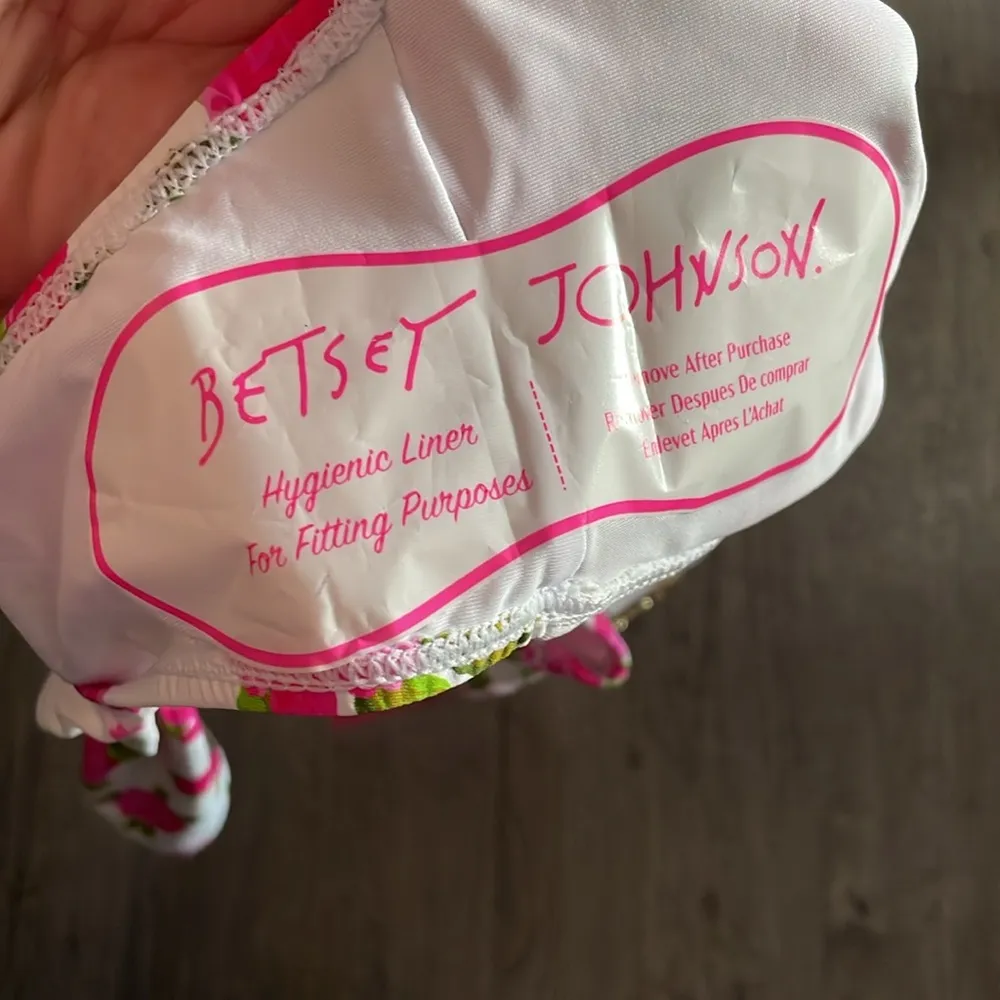 BETSEY JOHNSON.
Hygienic Liner
For Fitting Purposes
After Purchase
Despues De comprar
Enlevet Apres L'Achat